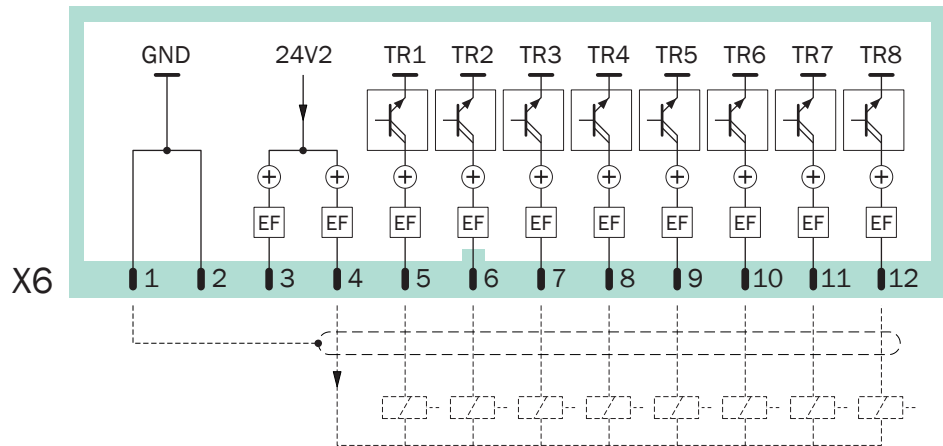 GND 24V2 TR1 TR2 TR3 TR4 TR5 TR6 TR7 TR8
EF EF EF EF EF EF EF EF EF EF
X6 1 2 3 4 5 6 7 8 9 10 11 12